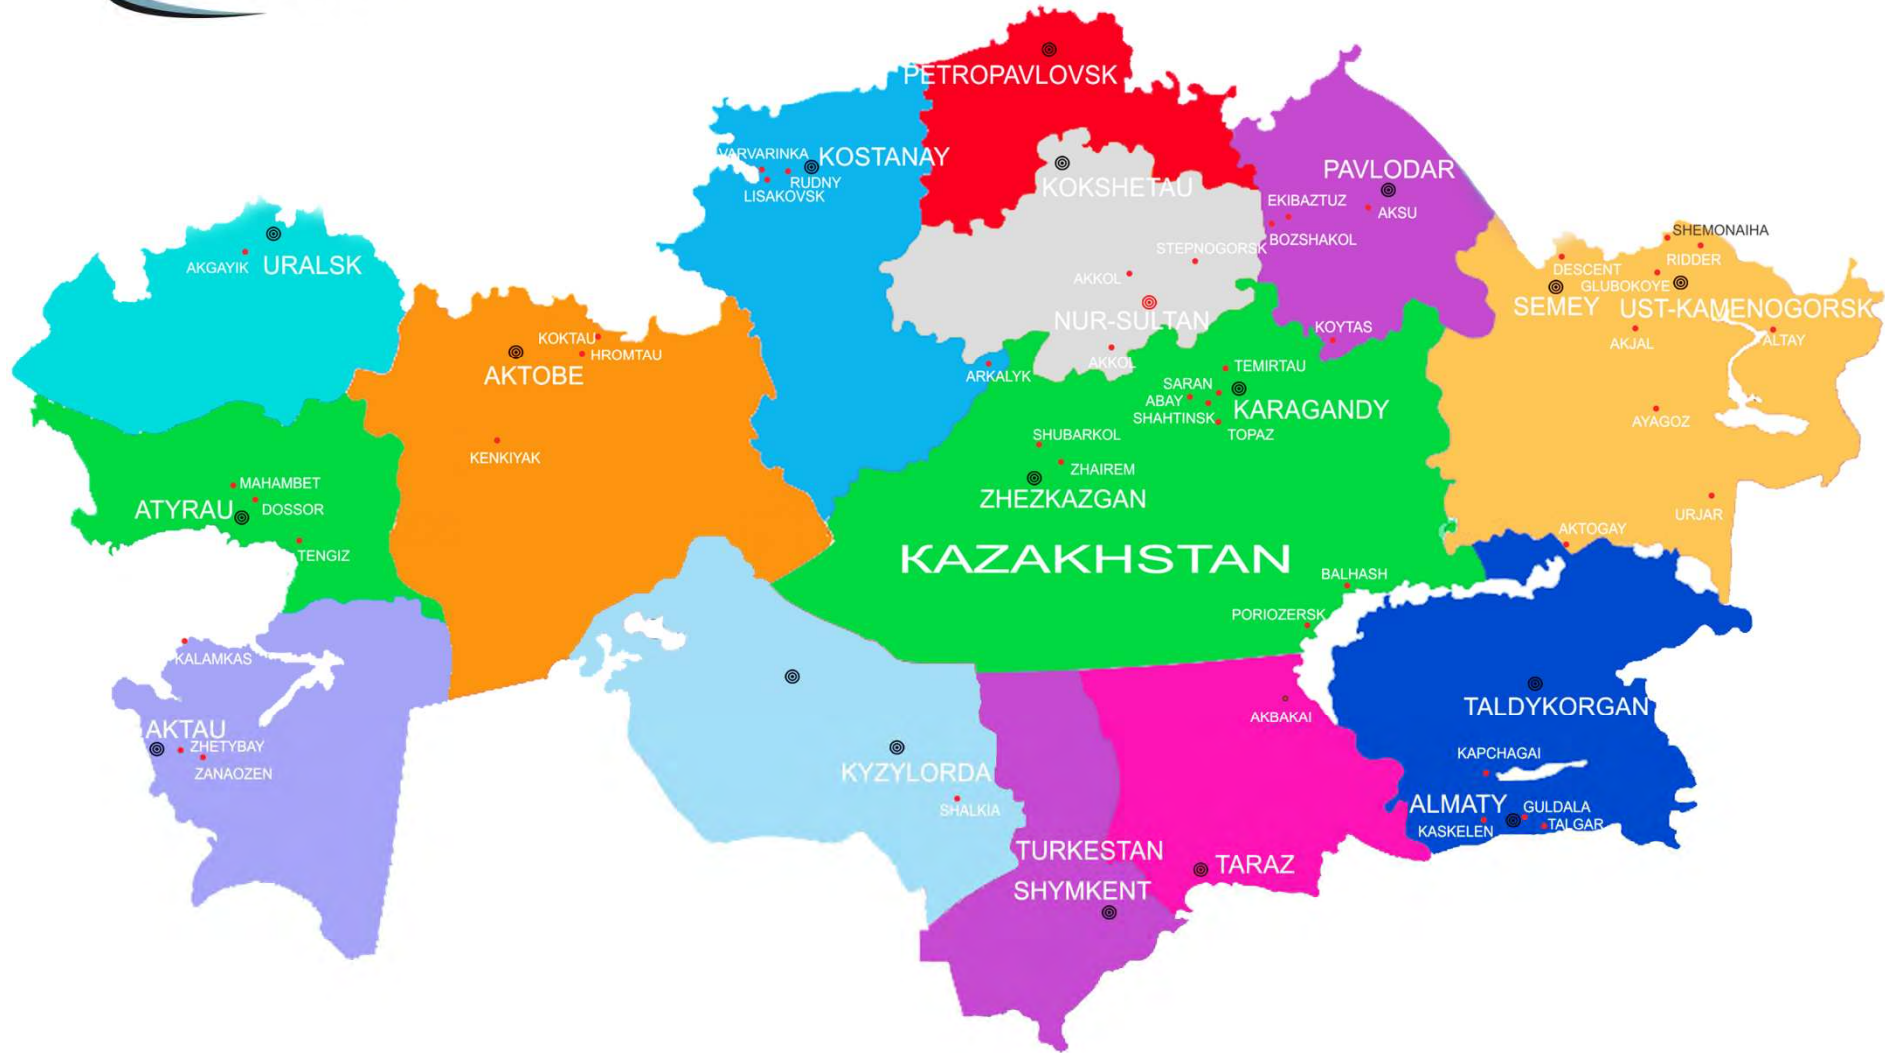 PETROPAVLOVSK
VARVARINKA
KOSTANAY
RUDNY
LISAKOVSK
KOKSHETAU
PAVLODAR
EKIBAZTUZ
AKSU
BOZSHAKOL
STEPNOGORSK
AKKOL
NUR-SULTAN
AKKOL
SHEMONAIHA
RIDDER
DESCENT
GLUBOKOYE
SEMEY
UST-KAMENOGORSK
AKJAL
ALTAY
AYAGOZ
URJAR
AKTOGAY
AKGAYIK
URALSK
KOKTAU
HROMTAU
AKTOBE
KENKIYAK
ARKALYK
KOYTAS
TEMIRTAU
SARAN
ABAY
KARAGANDY
SHAHTINSK
TOPAZ
SHUBARKOL
ZHAIREM
ZHEZKAZGAN
KAZAKHSTAN
BALHASH
PORIOZERSK
MAHAMBET
ATYRAU
DOSSOR
TENGIZ
KALAMKAS
AKTAU
ZHETYBAY
ZANAOZEN
KYZYLORDA
SHALKIA
TURKESTAN
SHYMKENT
AKBAKAI
TARAZ
TALDYKORGAN
KAPCHAGAI
ALMATY
GULDALA
KASKELEN
TALGAR